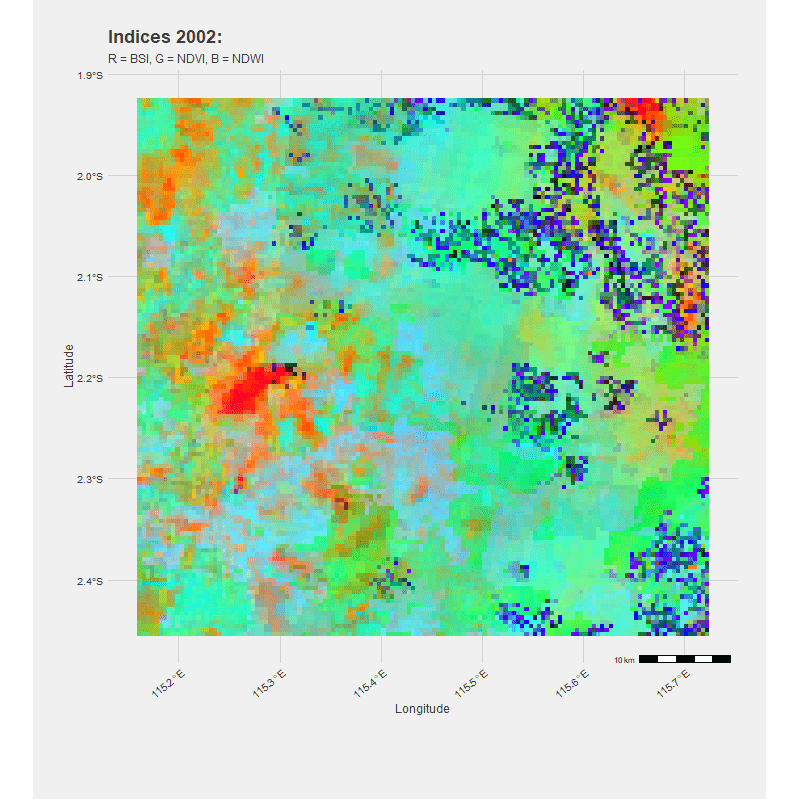 Indices 2002:
R = BSI, G = NDVI, B = NDWI
1.9°S
2.0°S
2.1°S
2.2°S
2.3°S
2.4°S
Latitude
10 km
115.2°E
115.3°E
115.4°E
115.5°E
115.6°E
115.7°E
Longitude